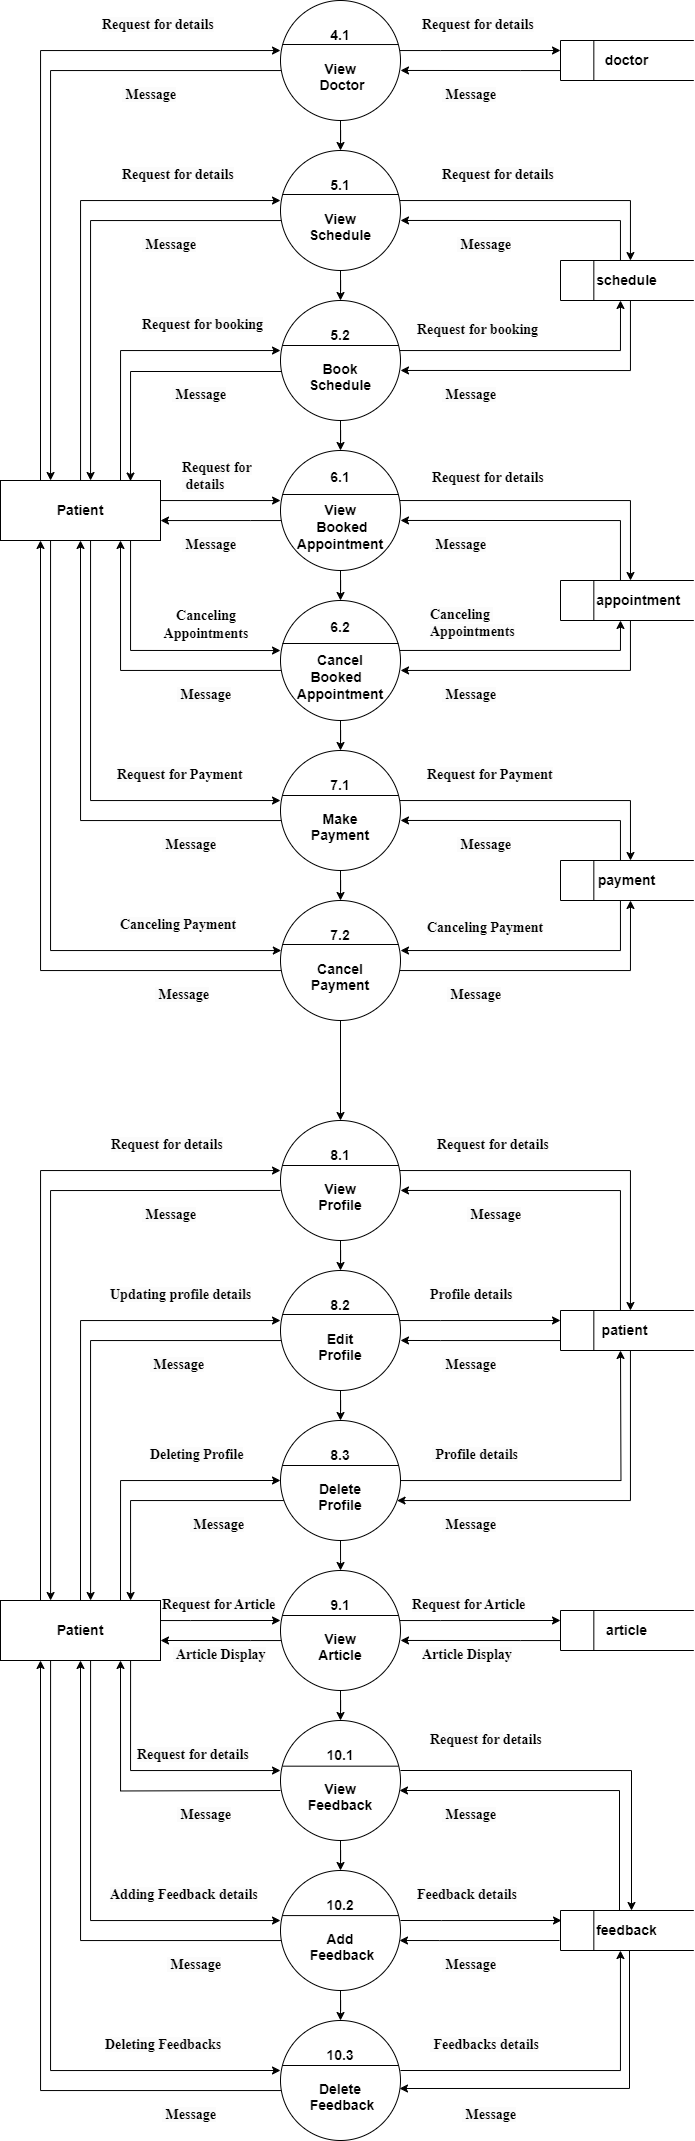 Request for details
4.1
Request for details
View
Doctor
doctor
Message
Message
Request for details
5.1
Request for details
View
Schedule
Message
Message
schedule
Request for booking
5.2
Request for booking
Book
Schedule
Message
Message
Request for
details
6.1
Request for details
Patient
View
Booked
Appointment
Message
Message
appointment
Canceling
Appointments
6.2
Canceling
Appointments
Cancel
Booked
Appointment
Message
Message
Request for Payment
7.1
Request for Payment
Make
Payment
Message
Message
payment
Canceling Payment
7.2
Canceling Payment
Cancel
Payment
Message
Message
Request for details
8.1
Request for details
View
Profile
Message
Message
Updating profile details
8.2
Profile details
Edit
Profile
patient
Message
Message
Deleting Profile
8.3
Profile details
Delete
Profile
Message
Message
Request for Article
9.1
Request for Article
Patient
View
Article
article
Article Display
Article Display
Request for details
10.1
Request for details
View
Feedback
Message
Message
Adding Feedback details
10.2
Feedback details
Add
Feedback
feedback
Message
Message
Deleting Feedbacks
10.3
Feedbacks details
Delete
Feedback
Message
Message